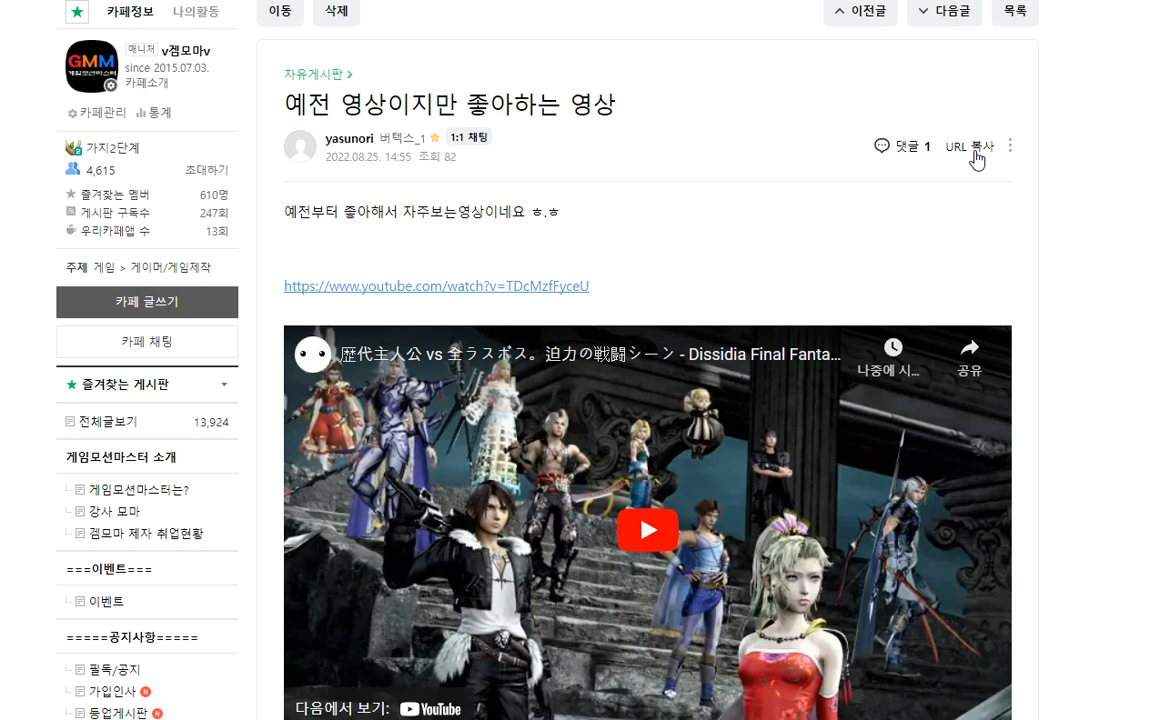 카페정보 나의활동
이동 삭제 이전글 다음글 목록
GMM
게임모션마스터
매니저 v겜모마v
since 2015.07.03.
카페소개
카페관리 통계
가지2단계
4,615 초대하기
즐겨찾는 멤버 610명
게시판 구독수 247회
우리카페앱 수 13회
주제 게임 > 게이머/게임제작
카페 글쓰기
카페 채팅
즐겨찾는 게시판
전체글보기 13,924
게임모션마스터 소개
게임모션마스터는?
강사 모마
겜모마 제자 취업현황
===이벤트===
이벤트
=====공지사항=====
필독/공지
가입인사 N
등업게시판 N
자유게시판 >
예전 영상이지만 좋아하는 영상
yasunori 버텍스_1 1:1 채팅
2022.08.25. 14:55 조회 82
댓글 1 URL 복사
예전부터 좋아해서 자주보는영상이네요 ㅎ.ㅎ
https://www.youtube.com/watch?v=TDcMzfFyceU
歴代主人公 vs 全ラスボス。迫力の戦闘シーン - Dissidia Final Fanta...
나중에 시... 공유
다음에서 보기: YouTube